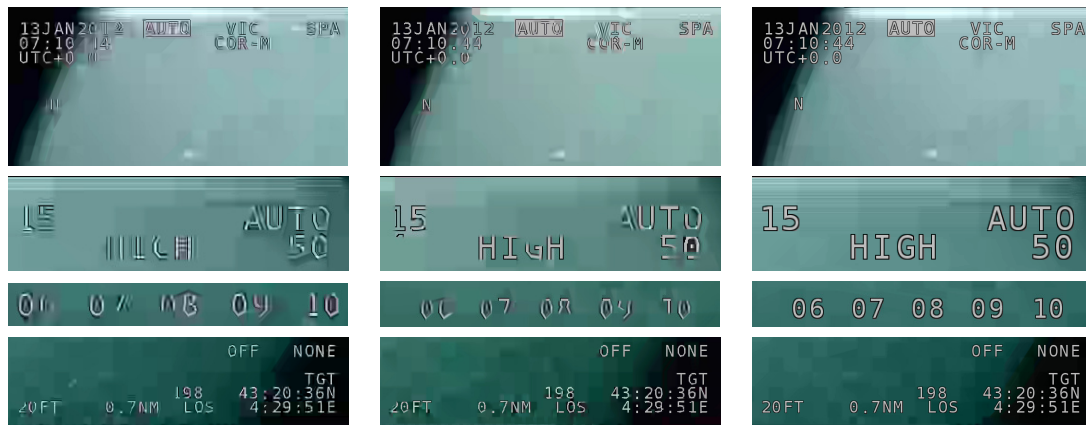 AUTO VIC SPA
COR-M
N
13JAN2012 AUTO VIC SPA
07:10:44 COR-M
UTC+0.0
N
13JAN2012 AUTO VIC SPA
07:10:44 COR-M
UTC+0.0
N
15 AUTO
50
15 AUTO
HIGH 50
15 AUTO
HIGH 50
08 09 10
07 08 09 10
06 07 08 09 10
OFF NONE
TGT
198 43:20:36N
20FT 0.7NM LOS 4:29:51E
OFF NONE
TGT
198 43:20:36N
20FT 0.7NM LOS 4:29:51E
OFF NONE
TGT
198 43:20:36N
20FT 0.7NM LOS 4:29:51E